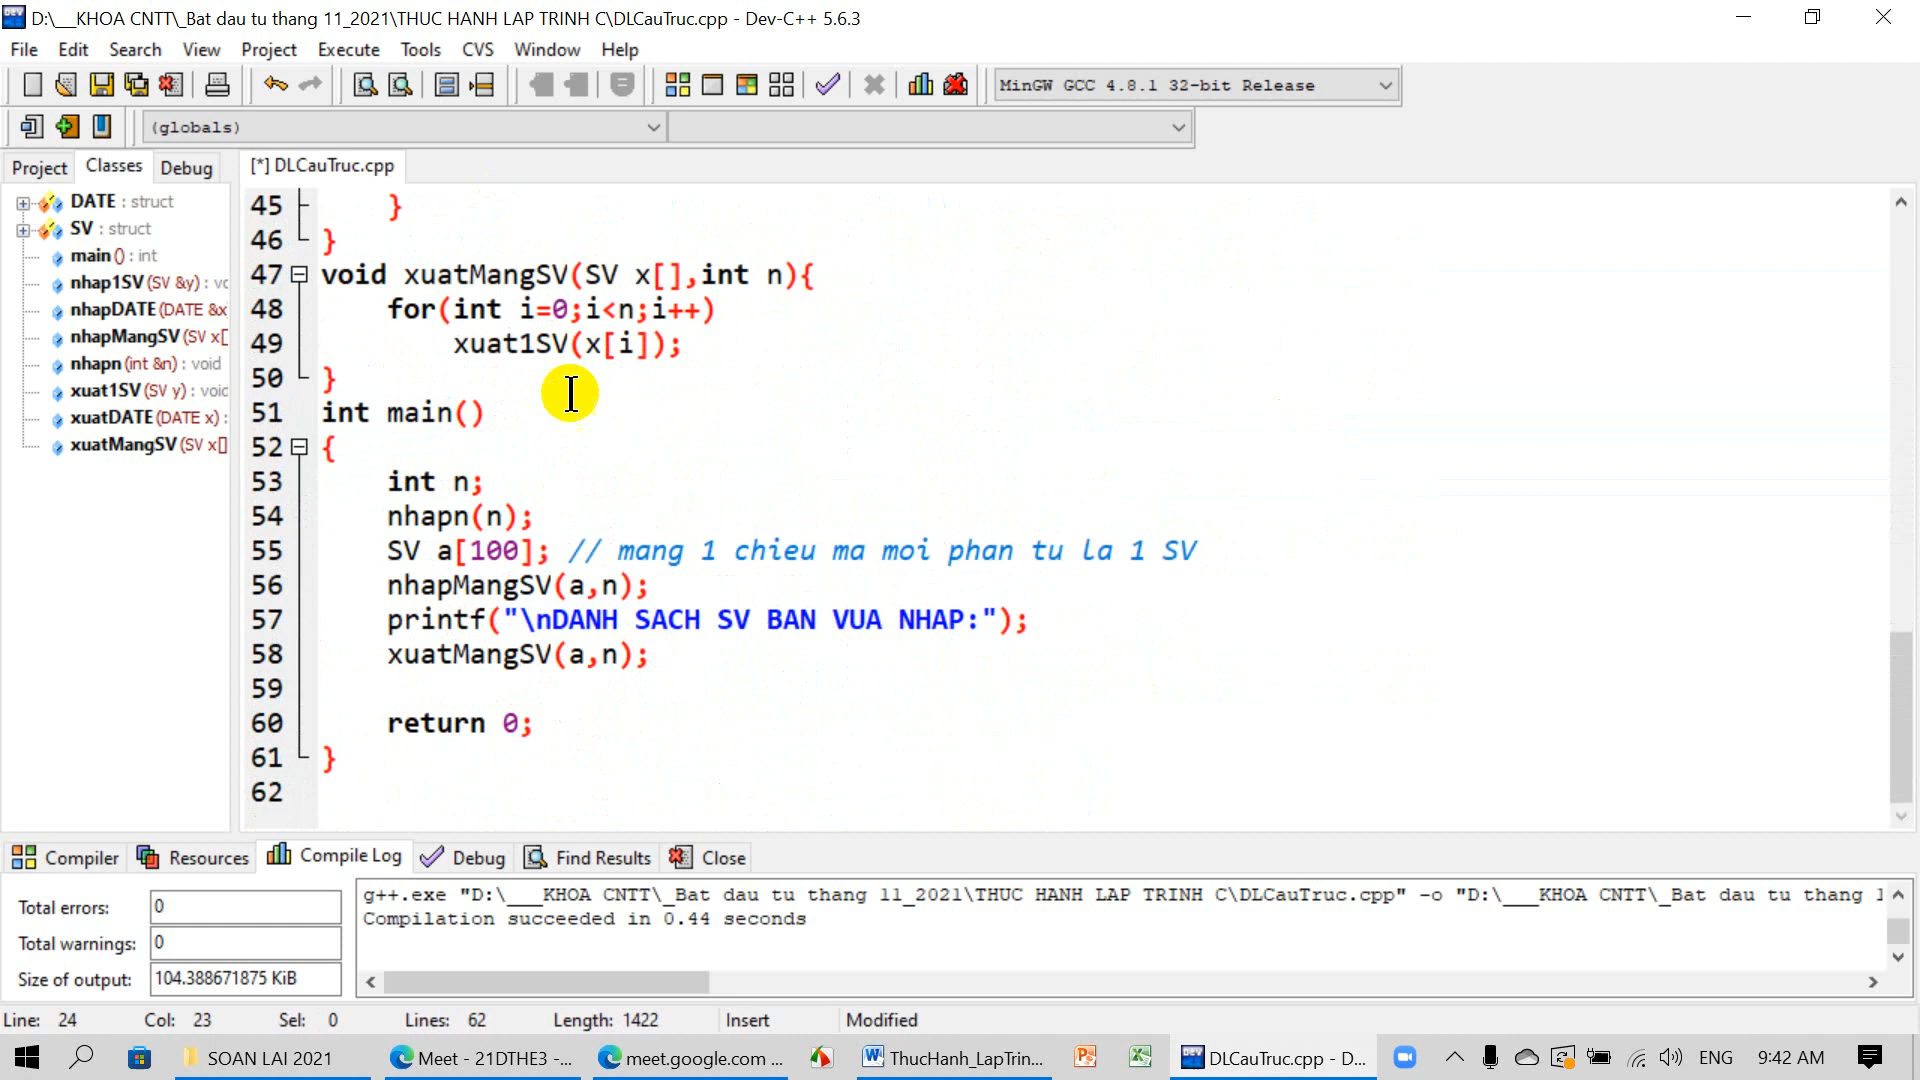 D:\___KHOA CNTT\_Bat dau tu thang 11_2021\THUC HANH LAP TRINH C\DLCauTruc.cpp - Dev-C++ 5.6.3
File Edit Search View Project Execute Tools CVS Window Help
MinGW GCC 4.8.1 32-bit Release
(globals)
Project Classes Debug [*] DLCauTruc.cpp
DATE : struct
SV : struct
main () : int
nhap1SV (SV &y) : vc
nhapDATE (DATE &x
nhapMangSV (SV x[
nhapn (int &n) : void
xuat1SV (SV y) : voic
xuatDATE (DATE x) :
xuatMangSV (SV x[]
45 }
46 }
47 void xuatMangSV(SV x[],int n){
48 for(int i=0;i<n;i++)
49 xuat1SV(x[i]);
50 }
51 int main()
52 {
53 int n;
54 nhapn(n);
55 SV a[100]; // mang 1 chieu ma moi phan tu la 1 SV
56 nhapMangSV(a,n);
57 printf("\nDANH SACH SV BAN VUA NHAP:");
58 xuatMangSV(a,n);
59
60 return 0;
61 }
62
Compiler Resources Compile Log Debug Find Results Close
Total errors: 0
Total warnings: 0
Size of output: 104.388671875 KiB
g++.exe "D:\___KHOA CNTT\_Bat dau tu thang 11_2021\THUC HANH LAP TRINH C\DLCauTruc.cpp" -o "D:\___KHOA CNTT\_Bat dau tu thang 1
Compilation succeeded in 0.44 seconds
Line: 24 Col: 23 Sel: 0 Lines: 62 Length: 1422 Insert Modified
SOAN LAI 2021 Meet - 21DTHE3 -... meet.google.com ... ThucHanh_LapTrin... DLCauTruc.cpp - D... ENG 9:42 AM